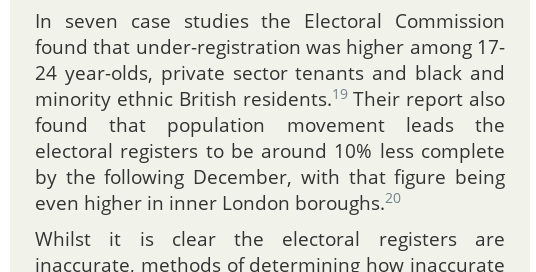 In seven case studies the Electoral Commission
found that under-registration was higher among 17-
24 year-olds, private sector tenants and black and
minority ethnic British residents.19 Their report also
found that population movement leads the
electoral registers to be around 10% less complete
by the following December, with that figure being
even higher in inner London boroughs.20
Whilst it is clear the electoral registers are
inaccurate, methods of determining how inaccurate